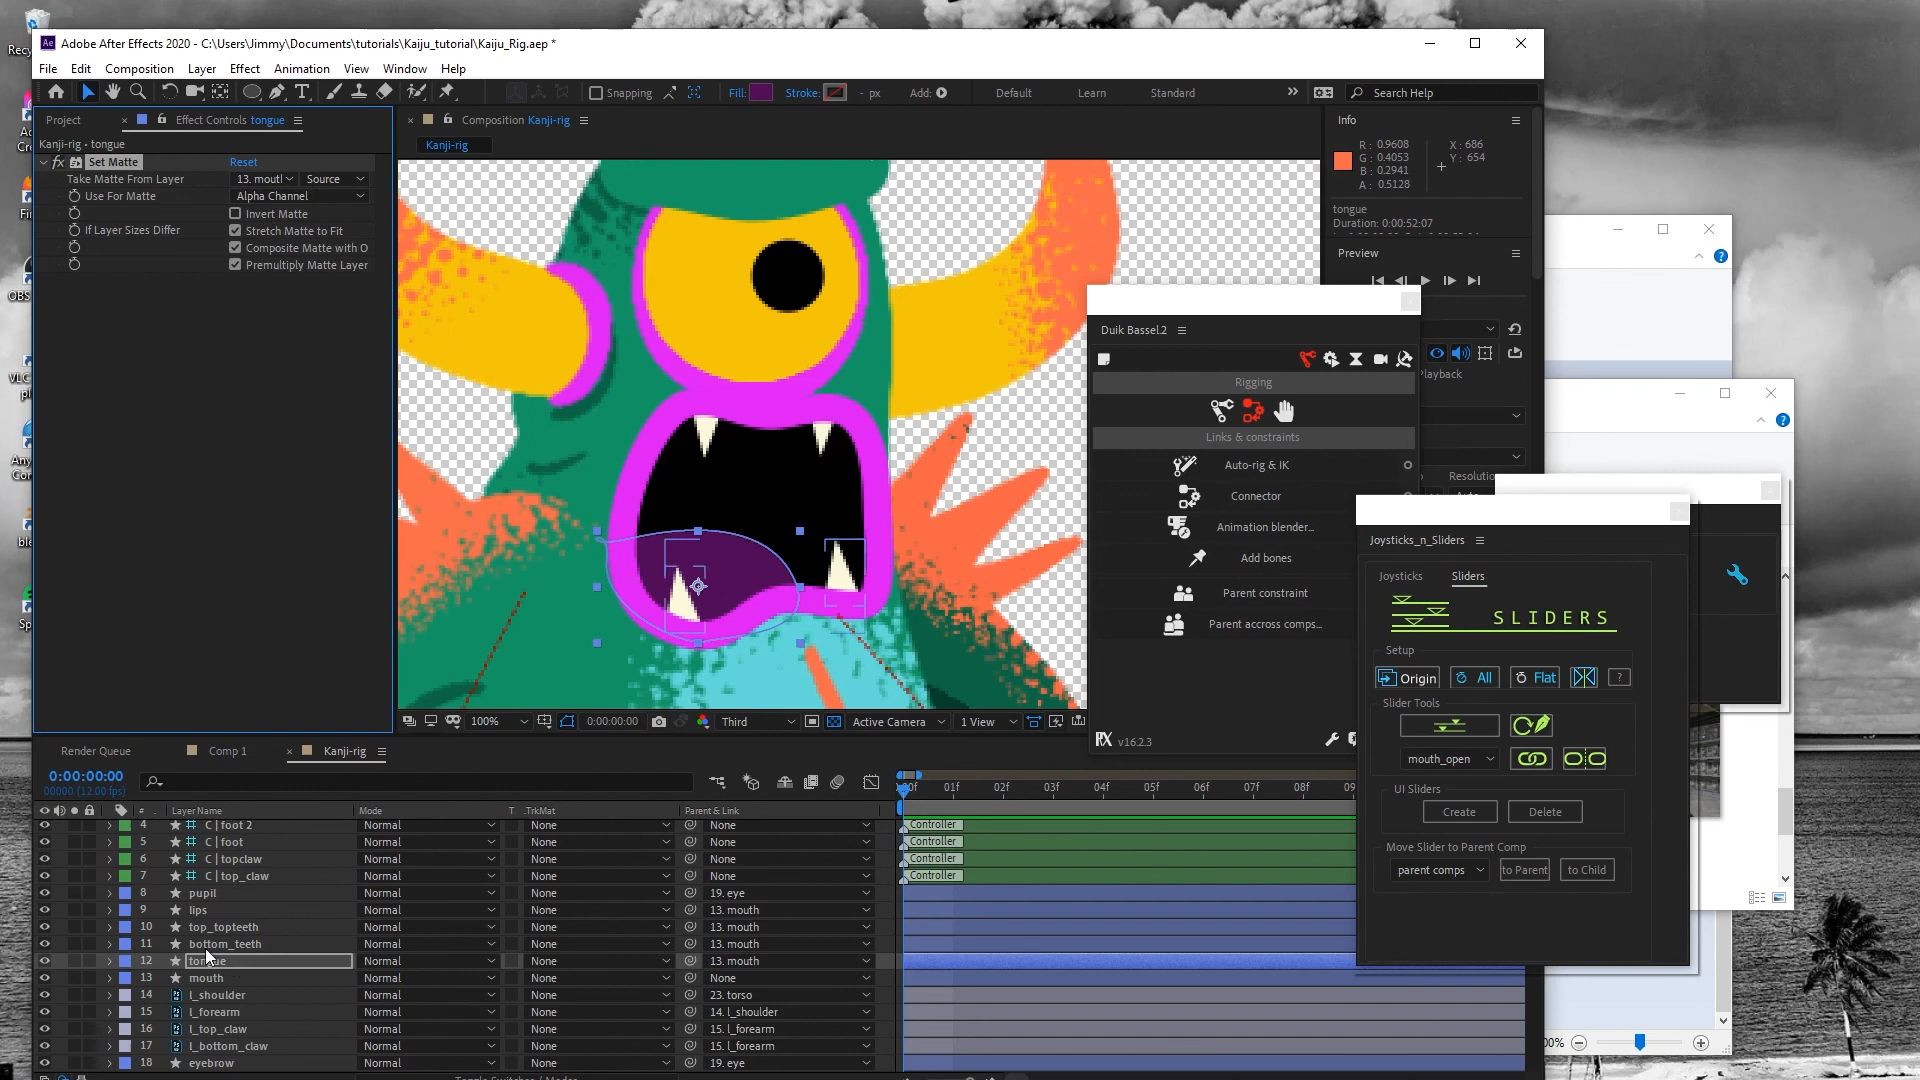 Adobe After Effects 2020 - C:\Users\Jimmy\Documents\tutorials\Kaiju_tutorial\Kaiju_Rig.aep *
File Edit Composition Layer Effect Animation View Window Help
Snapping Fill: Stroke: - px Add: Default Learn Standard Search Help
Project Effect Controls tongue
Kanji-rig • tongue
fx Set Matte Reset
Take Matte From Layer 13. moutl Source
Use For Matte Alpha Channel
Invert Matte
If Layer Sizes Differ Stretch Matte to Fit
Composite Matte with O
Premultiply Matte Layer
Composition Kanji-rig
Kanji-rig
100% 0:00:00:00 Third Active Camera 1 View
Info
R: 0.9608
G: 0.4053
B: 0.2941
A: 0.5128
X: 686
Y: 654
tongue
Duration: 0:00:52:07
Preview
Playback
Resolutio
Duik Bassel.2
Rigging
Links & constraints
Auto-rig & IK
Connector
Animation blender...
Add bones
Parent constraint
Parent accross comps...
v16.2.3
Joysticks_n_Sliders
Joysticks Sliders
SLIDERS
Setup
Origin All Flat ?
Slider Tools
mouth_open
UI Sliders
Create Delete
Move Slider to Parent Comp
parent comps to Parent to Child
Render Queue Comp 1 Kanji-rig
0:00:00:00
00000 (12.00 fps)
01f 02f 03f 04f 05f 06f 07f 08f
# Layer Name Mode T .TrkMat Parent & Link
4 C | foot 2 Normal None None Controller
5 C | foot Normal None None Controller
6 C | topclaw Normal None None Controller
7 C | top_claw Normal None None Controller
8 pupil Normal None 19. eye
9 lips Normal None 13. mouth
10 top_topteeth Normal None 13. mouth
11 bottom_teeth Normal None 13. mouth
12 tongue Normal None 13. mouth
13 mouth Normal None None
14 l_shoulder Normal None 23. torso
15 l_forearm Normal None 14. l_shoulder
16 l_top_claw Normal None 15. l_forearm
17 l_bottom_claw Normal None 15. l_forearm
18 eyebrow Normal None 19. eye